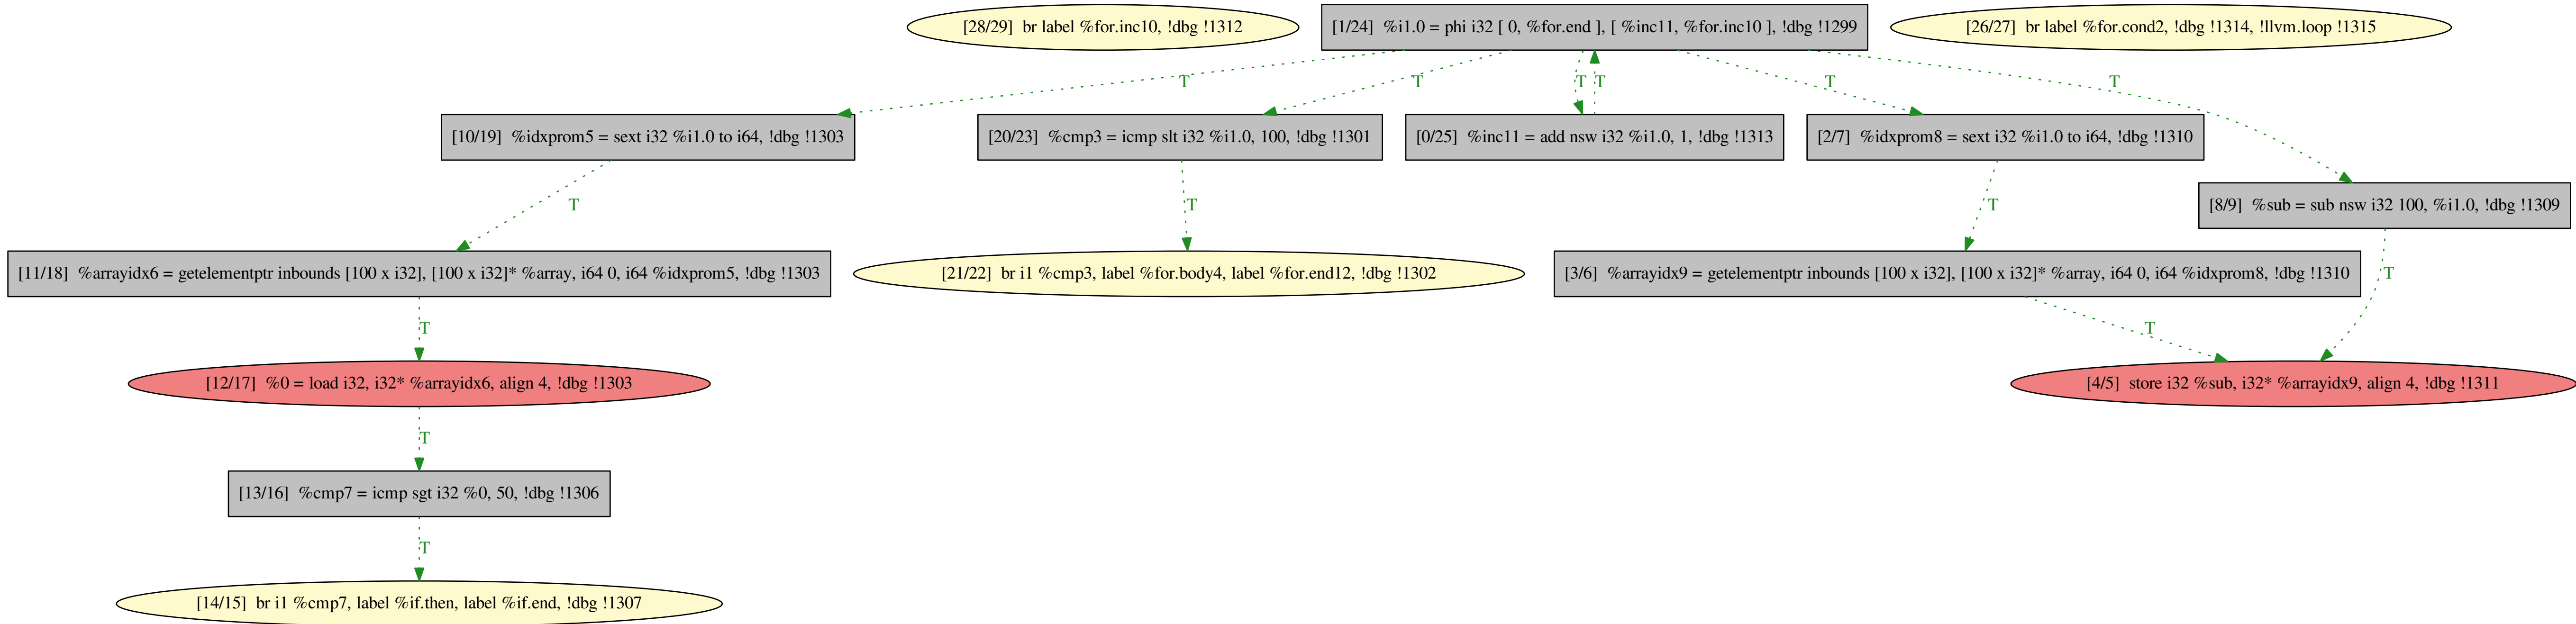 [28/29]  br label %for.inc10, !dbg !1312
[1/24]  %i1.0 = phi i32 [ 0, %for.end ], [ %inc11, %for.inc10 ], !dbg !1299
[26/27]  br label %for.cond2, !dbg !1314, !llvm.loop !1315
T
T
T
T
T
T
[10/19]  %idxprom5 = sext i32 %i1.0 to i64, !dbg !1303
[20/23]  %cmp3 = icmp slt i32 %i1.0, 100, !dbg !1301
[0/25]  %inc11 = add nsw i32 %i1.0, 1, !dbg !1313
[2/7]  %idxprom8 = sext i32 %i1.0 to i64, !dbg !1310
T
T
T
[8/9]  %sub = sub nsw i32 100, %i1.0, !dbg !1309
[11/18]  %arrayidx6 = getelementptr inbounds [100 x i32], [100 x i32]* %array, i64 0, i64 %idxprom5, !dbg !1303
[21/22]  br i1 %cmp3, label %for.body4, label %for.end12, !dbg !1302
[3/6]  %arrayidx9 = getelementptr inbounds [100 x i32], [100 x i32]* %array, i64 0, i64 %idxprom8, !dbg !1310
T
T
T
[12/17]  %0 = load i32, i32* %arrayidx6, align 4, !dbg !1303
[4/5]  store i32 %sub, i32* %arrayidx9, align 4, !dbg !1311
T
[13/16]  %cmp7 = icmp sgt i32 %0, 50, !dbg !1306
T
[14/15]  br i1 %cmp7, label %if.then, label %if.end, !dbg !1307